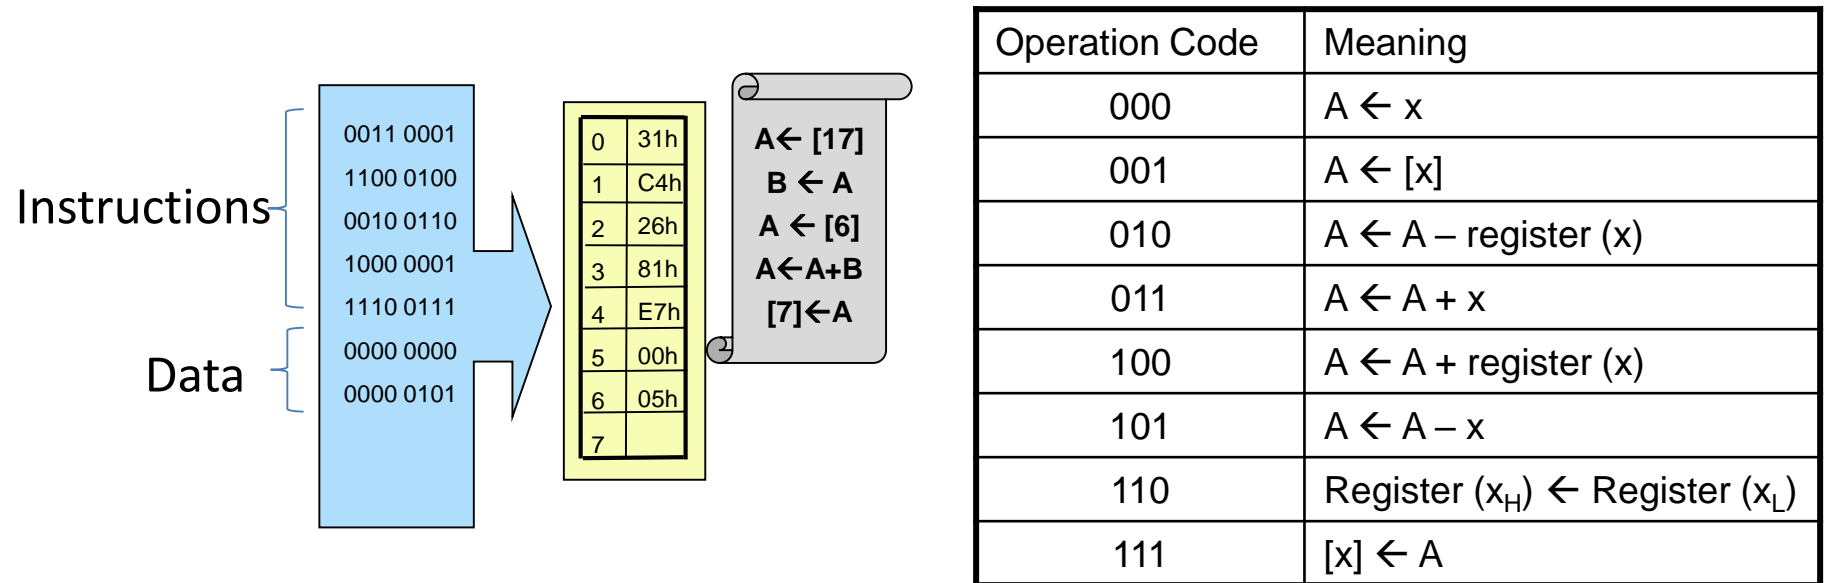 Instructions
Data
0011 0001
1100 0100
0010 0110
1000 0001
1110 0111
0000 0000
0000 0101
0 31h
1 C4h
2 26h
3 81h
4 E7h
5 00h
6 05h
7
A← [17]
B ← A
A ← [6]
A←A+B
[7]←A
Operation Code Meaning
000 A ← x
001 A ← [x]
010 A ← A – register (x)
011 A ← A + x
100 A ← A + register (x)
101 A ← A – x
110 Register (xH) ← Register (xL)
111 [x] ← A